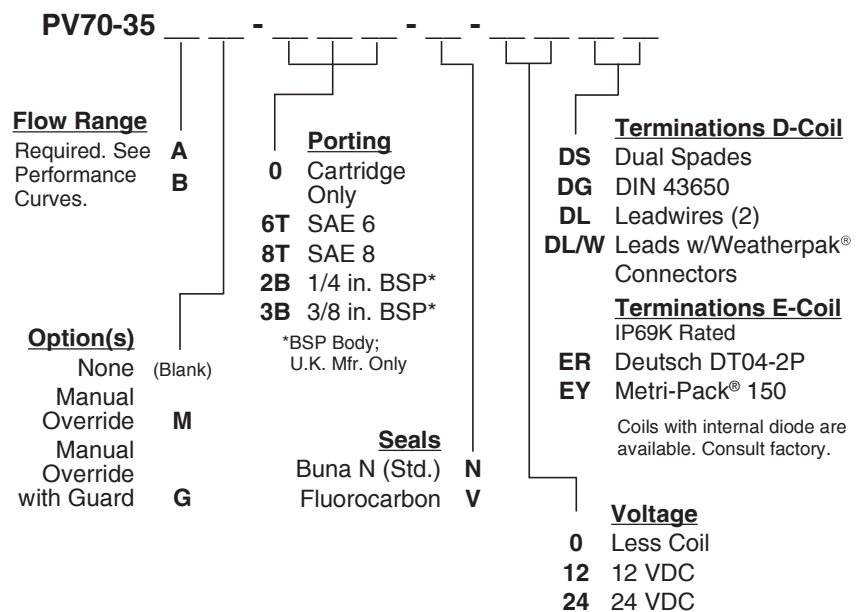 PV70-35 __ __ - __ __ __ - __ - __ __ __ __
Flow Range
Required. See
Performance
Curves.
A
B
Option(s)
None (Blank)
Manual
Override M
Manual
Override
with Guard G
Porting
0 Cartridge
Only
6T SAE 6
8T SAE 8
2B 1/4 in. BSP*
3B 3/8 in. BSP*
*BSP Body;
U.K. Mfr. Only
Seals
Buna N (Std.) N
Fluorocarbon V
Terminations D-Coil
DS Dual Spades
DG DIN 43650
DL Leadwires (2)
DL/W Leads w/Weatherpak®
Connectors
Terminations E-Coil
IP69K Rated
ER Deutsch DT04-2P
EY Metri-Pack® 150
Coils with internal diode are
available. Consult factory.
Voltage
0 Less Coil
12 12 VDC
24 24 VDC